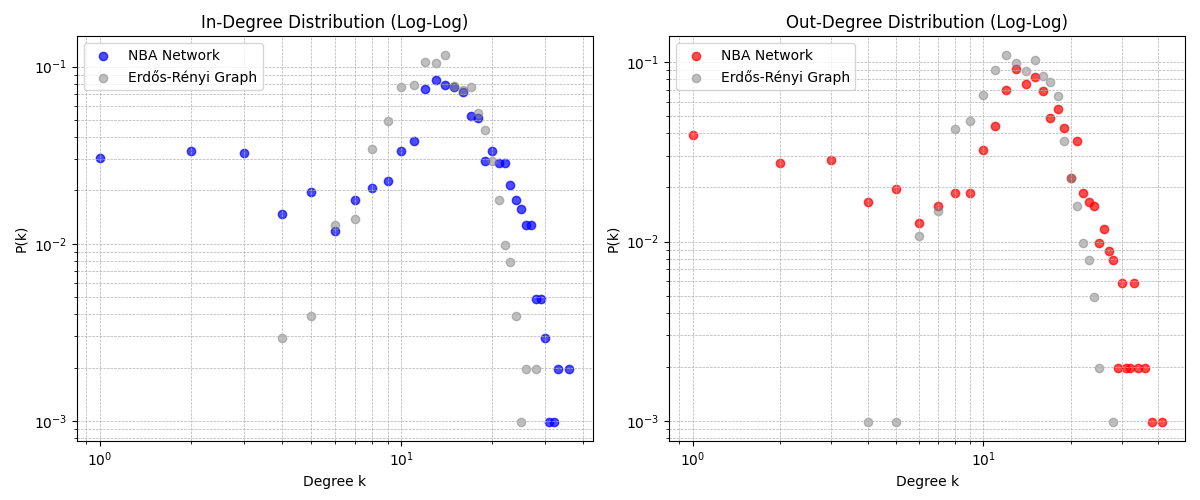 In-Degree Distribution (Log-Log)
NBA Network
Erdős-Rényi Graph
10⁻¹
10⁻²
10⁻³
P(k)
10⁰
10¹
Degree k
Out-Degree Distribution (Log-Log)
NBA Network
Erdős-Rényi Graph
10⁻¹
10⁻²
10⁻³
P(k)
10⁰
10¹
Degree k